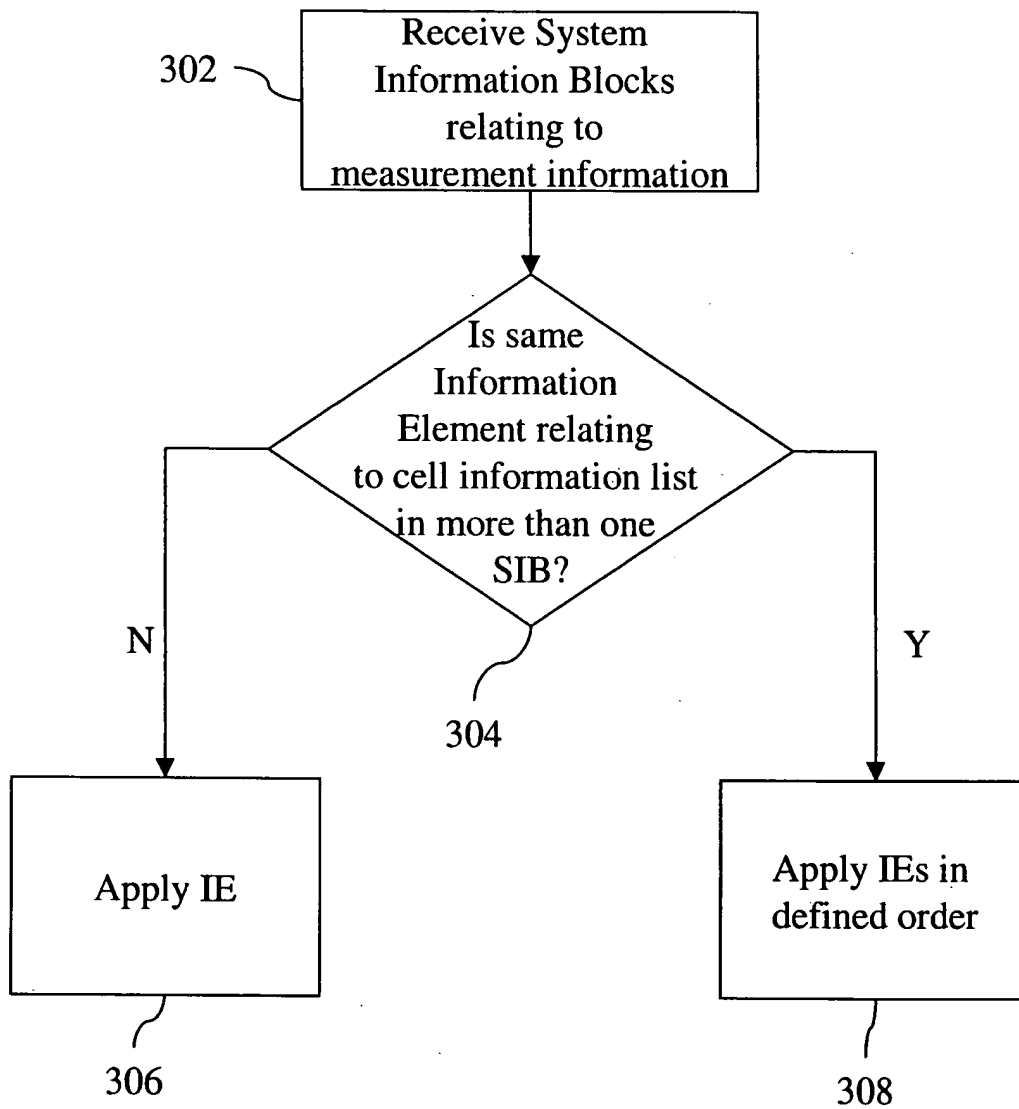 Receive System
302
Information Blocks
relating to
measurement information
Is same
Information
Element relating
to cell information list
in more than one
SIB?
N
Y
304
Apply IE
Apply IEs in
defined order
306
308